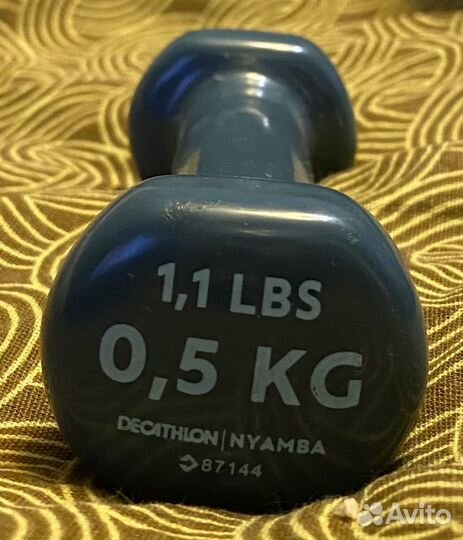 1,1 LBS
0,5 KG
DECATHLON | NYAMBA
87144
Avito